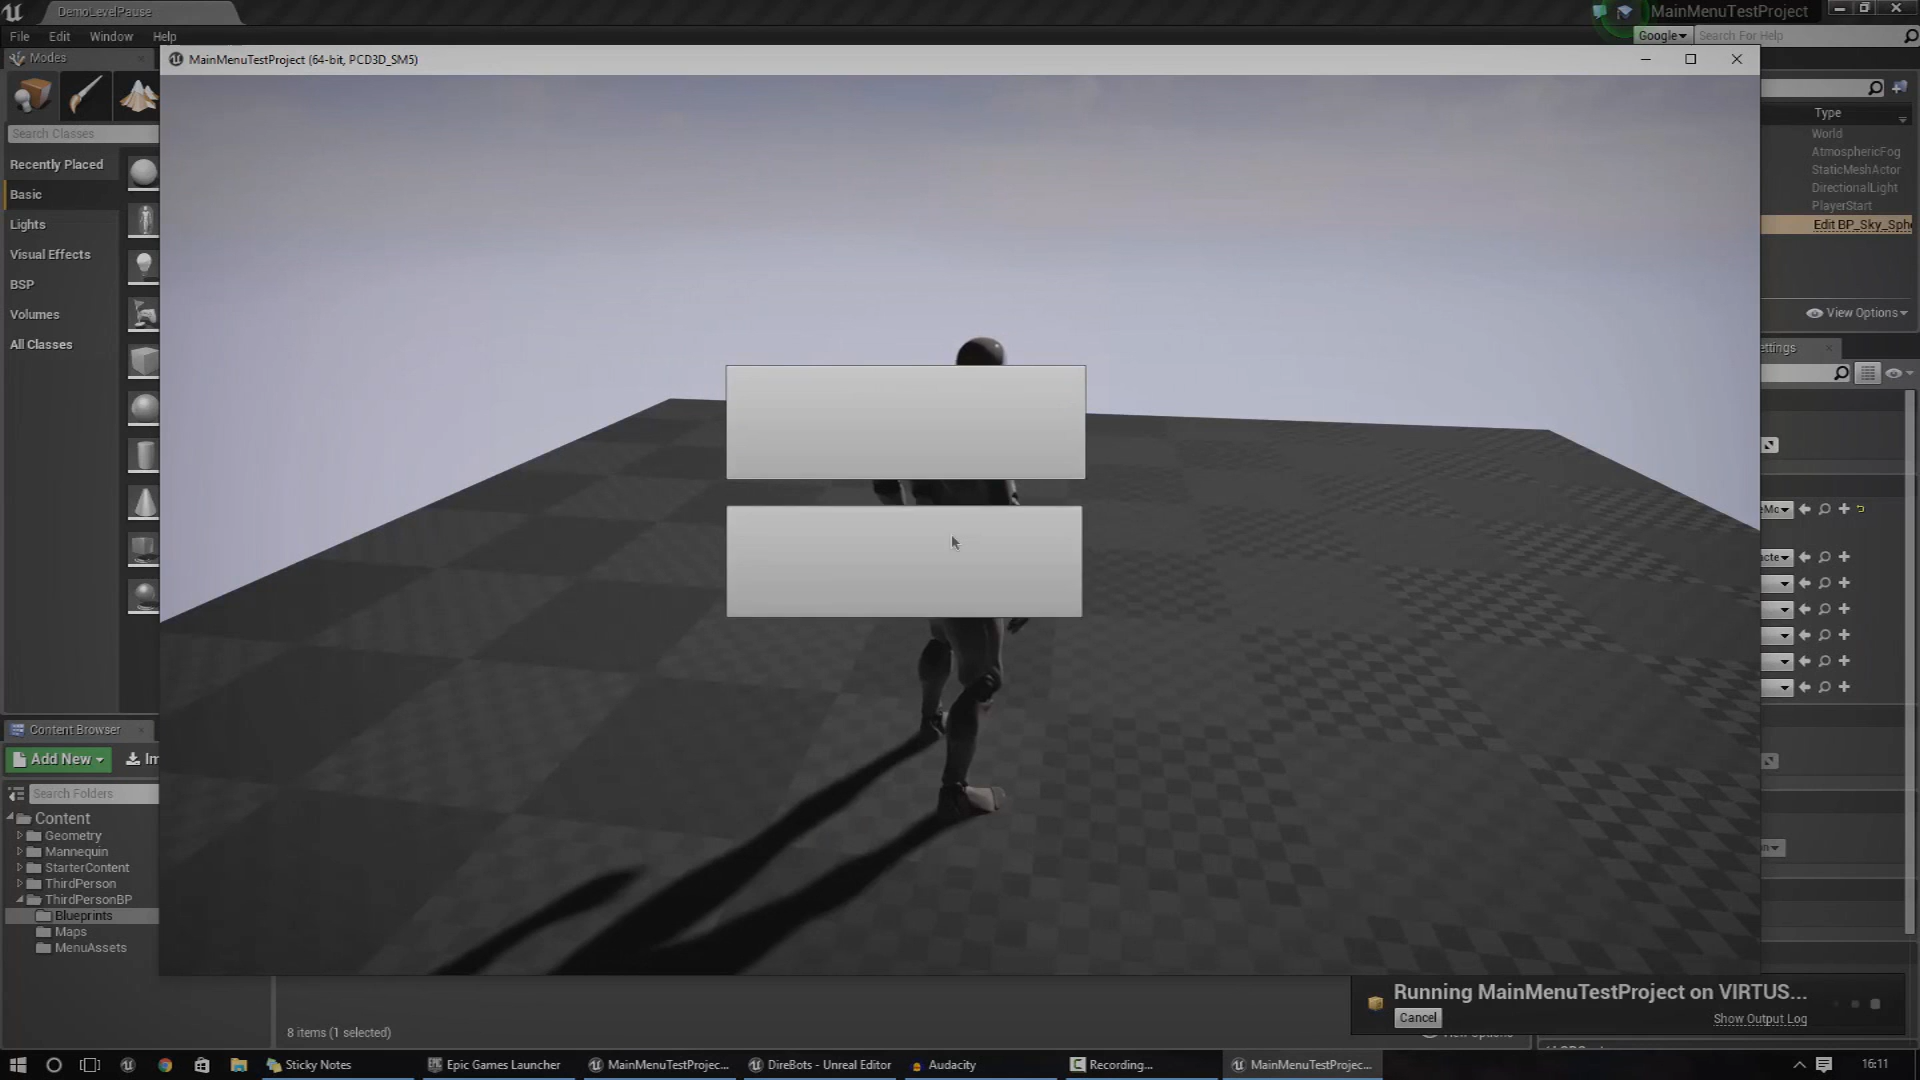 DemoLevelPause
MainMenuTestProject
File Edit Window Help
Google
Search For Help
Modes
MainMenuTestProject (64-bit, PCD3D_SM5)
Search Classes
Recently Placed
Basic
Lights
Visual Effects
BSP
Volumes
All Classes
Type
World
AtmosphericFog
StaticMeshActor
DirectionalLight
PlayerStart
Edit BP_Sky_Sphe
View Options
ettings
Content Browser
Add New
Im
Search Folders
Content
Geometry
Mannequin
StarterContent
ThirdPerson
ThirdPersonBP
Blueprints
Maps
MenuAssets
8 items (1 selected)
Running MainMenuTestProject on VIRTUS...
Cancel
Show Output Log
Sticky Notes
Epic Games Launcher
MainMenuTestProjec...
DireBots - Unreal Editor
Audacity
Recording...
MainMenuTestProjec...
16:11